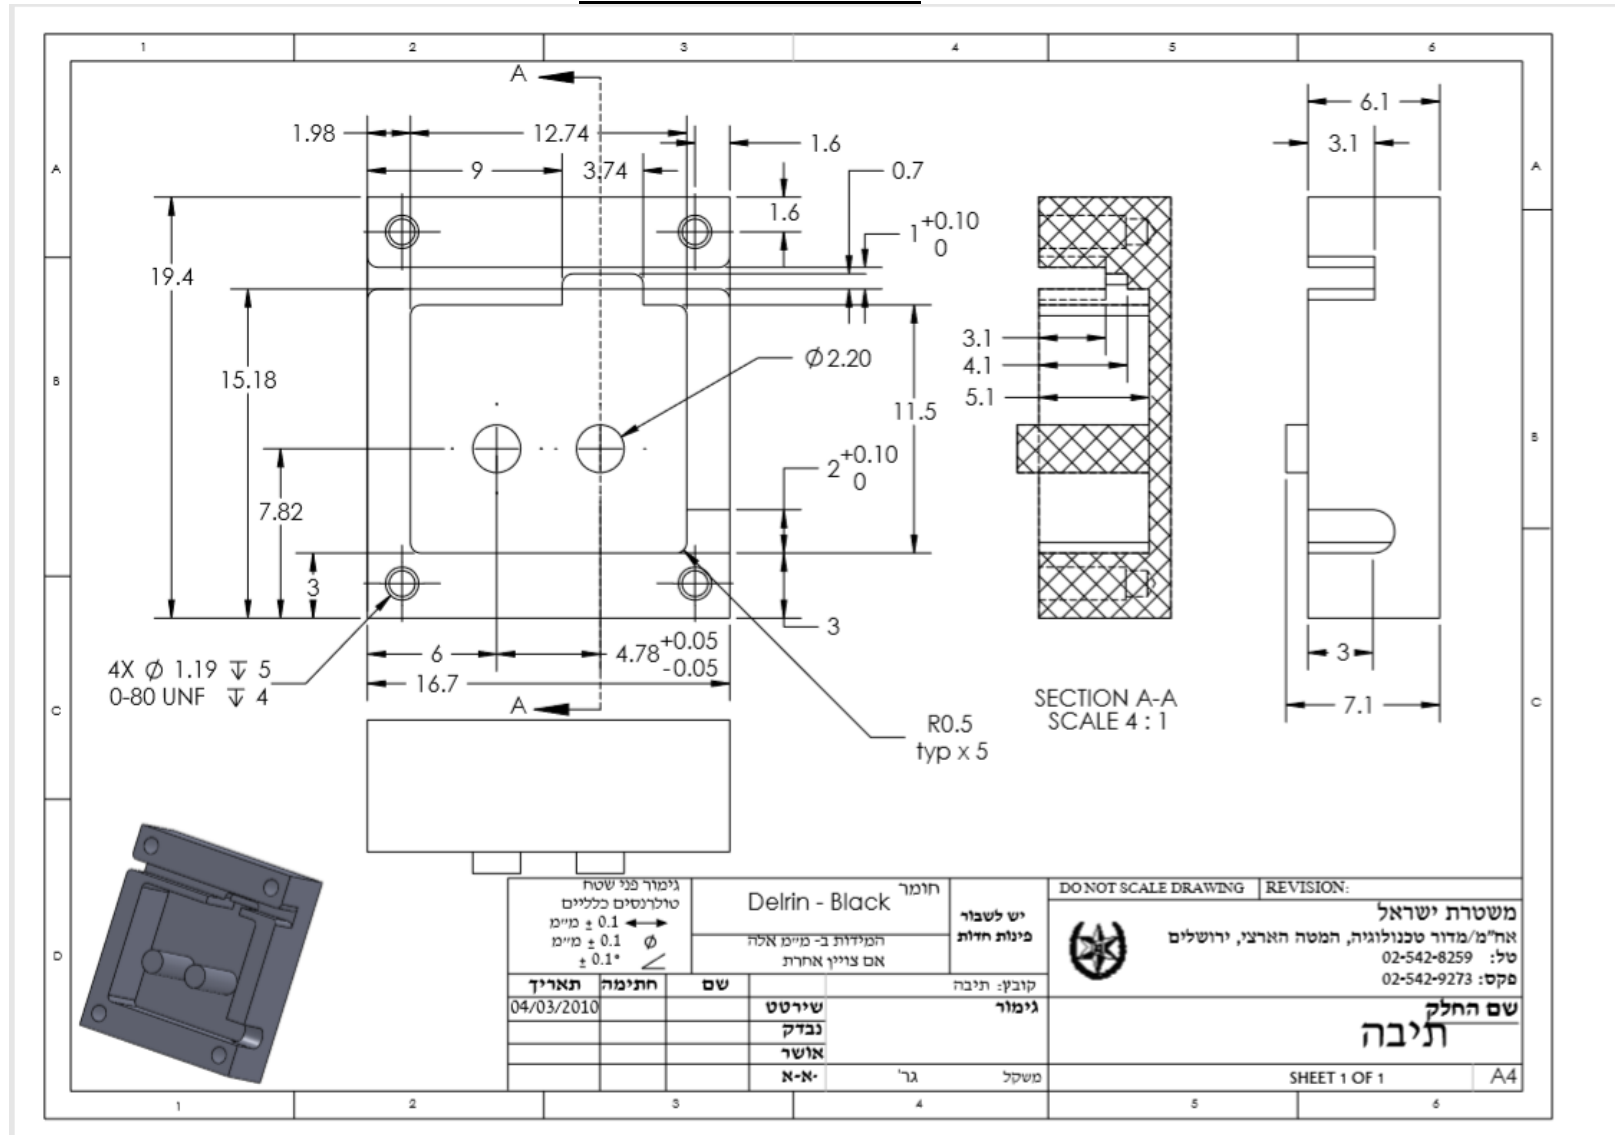 1 2 3 4 5 6
A
B
C
D
A
B
C
A
A
1.98
12.74
1.6
9
3.74
0.7
1.6
1 +0.10 0
19.4
15.18
7.82
3
Ø2.20
11.5
2 +0.10 0
3
6
4.78 +0.05 -0.05
16.7
4X Ø 1.19 ↧ 5
0-80 UNF ↧ 4
R0.5
typ x 5
3.1
4.1
5.1
SECTION A-A
SCALE 4 : 1
6.1
3.1
3
7.1
גימור פני שטח
טולרנסים כלליים
± 0.1 מ״מ
Ø ± 0.1 מ״מ
± 0.1°
חומר
Delrin - Black
המידות ב- מ״מ אלה
אם צויין אחרת
יש לשבור
פינות חדות
DO NOT SCALE DRAWING
REVISION:
משטרת ישראל
אח"מ/מדור טכנולוגיה, המטה הארצי, ירושלים
טל: 02-542-8259
פקס: 02-542-9273
תאריך חתימה שם
קובץ: תיבה
04/03/2010
שירטט
גימור
נבדק
אושר
א-א-
משקל
גר'
שם החלק
תיבה
SHEET 1 OF 1
A4
1 2 3 4 5 6